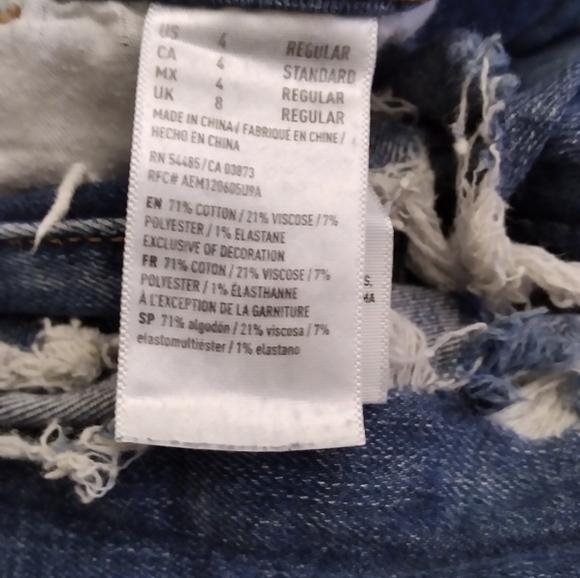 US 4 REGULAR
CA 4 STANDARD
MX 4 REGULAR
UK 8 REGULAR
MADE IN CHINA / FABRIQUÉ EN CHINE /
HECHO EN CHINA
RN 54485 / CA 03873
RFC# AEM120605U9A
EN 71% COTTON / 21% VISCOSE / 7%
POLYESTER / 1% ELASTANE
EXCLUSIVE OF DECORATION
FR 71% COTON / 21% VISCOSE / 7%
POLYESTER / 1% ÉLASTHANNE
À L'EXCEPTION DE LA GARNITURE
SP 71% algodón / 21% viscosa / 7%
elastomultiéster / 1% elastano
S.
MA